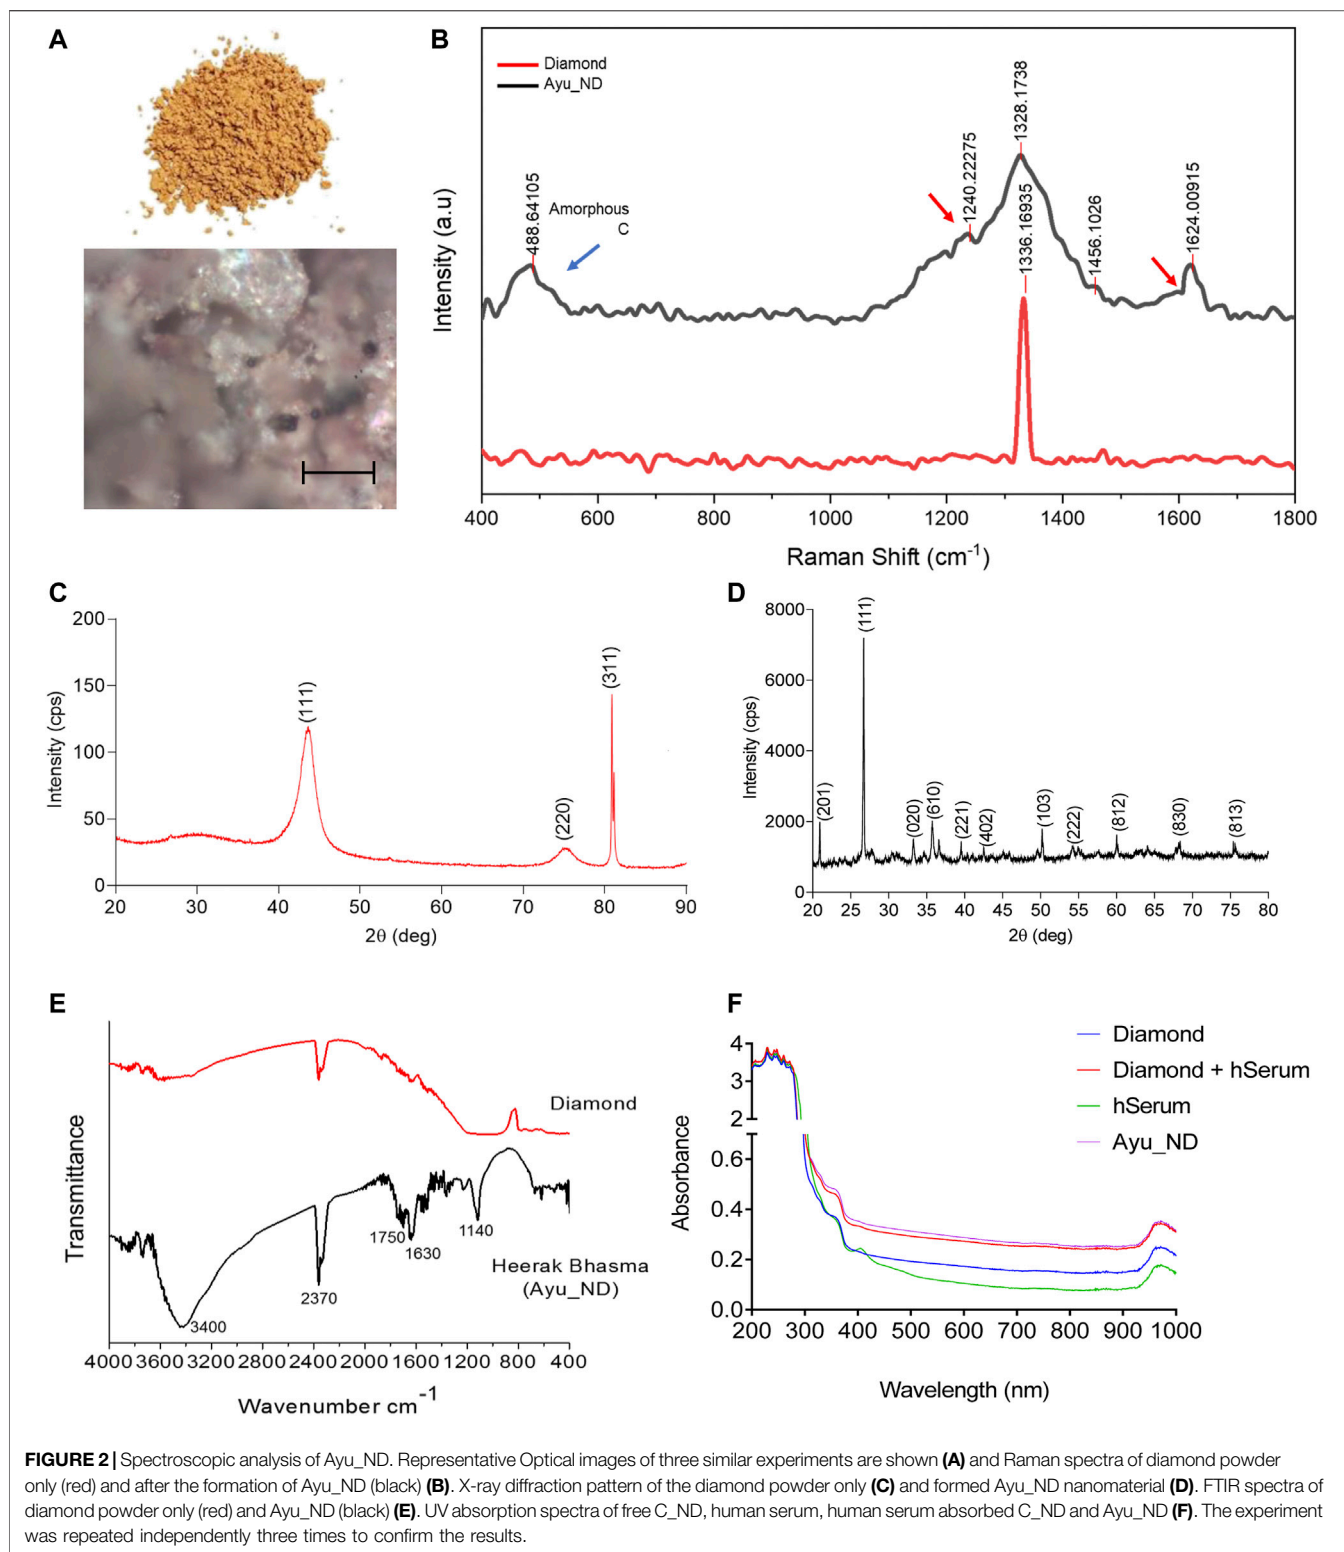 A
B
Diamond
Ayu_ND
488.64105
Amorphous
C
1240.22275
1328.1738
1336.16935
1456.1026
1624.00915
Intensity (a.u)
400 600 800 1000 1200 1400 1600 1800
Raman Shift (cm-1)
C
200
150
100
50
0
Intensity (cps)
(111)
(220)
(311)
20 30 40 50 60 70 80 90
2θ (deg)
D
8000
6000
4000
2000
0
Intensity (cps)
(201)
(111)
(020)
(610)
(221)
(402)
(103)
(222)
(812)
(830)
(813)
20 25 30 35 40 45 50 55 60 65 70 75 80
2θ (deg)
E
Transmittance
Diamond
1750
1630
1140
Heerak Bhasma
(Ayu_ND)
2370
3400
4000 3600 3200 2800 2400 2000 1600 1200 800 400
Wavenumber cm-1
F
Diamond
Diamond + hSerum
hSerum
Ayu_ND
4
3
2
0.6
0.4
0.2
0.0
Absorbance
200 300 400 500 600 700 800 900 1000
Wavelength (nm)
FIGURE 2 | Spectroscopic analysis of Ayu_ND. Representative Optical images of three similar experiments are shown (A) and Raman spectra of diamond powder
only (red) and after the formation of Ayu_ND (black) (B). X-ray diffraction pattern of the diamond powder only (C) and formed Ayu_ND nanomaterial (D). FTIR spectra of
diamond powder only (red) and Ayu_ND (black) (E). UV absorption spectra of free C_ND, human serum, human serum absorbed C_ND and Ayu_ND (F). The experiment
was repeated independently three times to confirm the results.